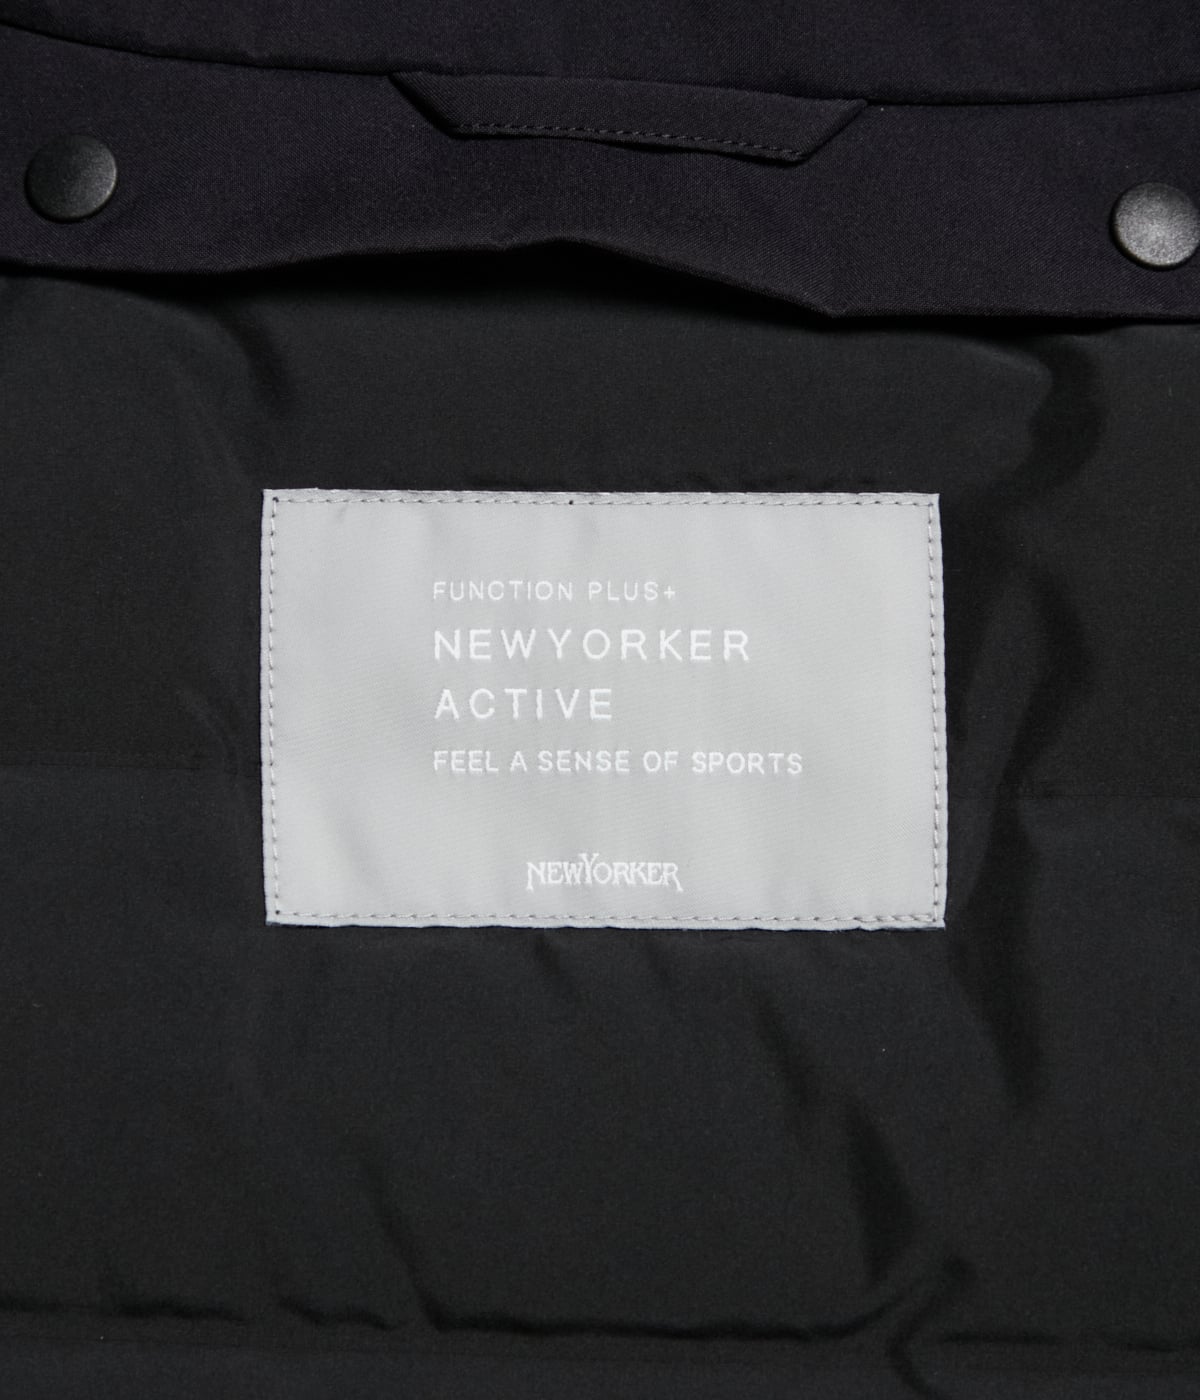 FUNCTION PLUS+
NEWYORKER
ACTIVE
FEEL A SENSE OF SPORTS
NEWYORKER